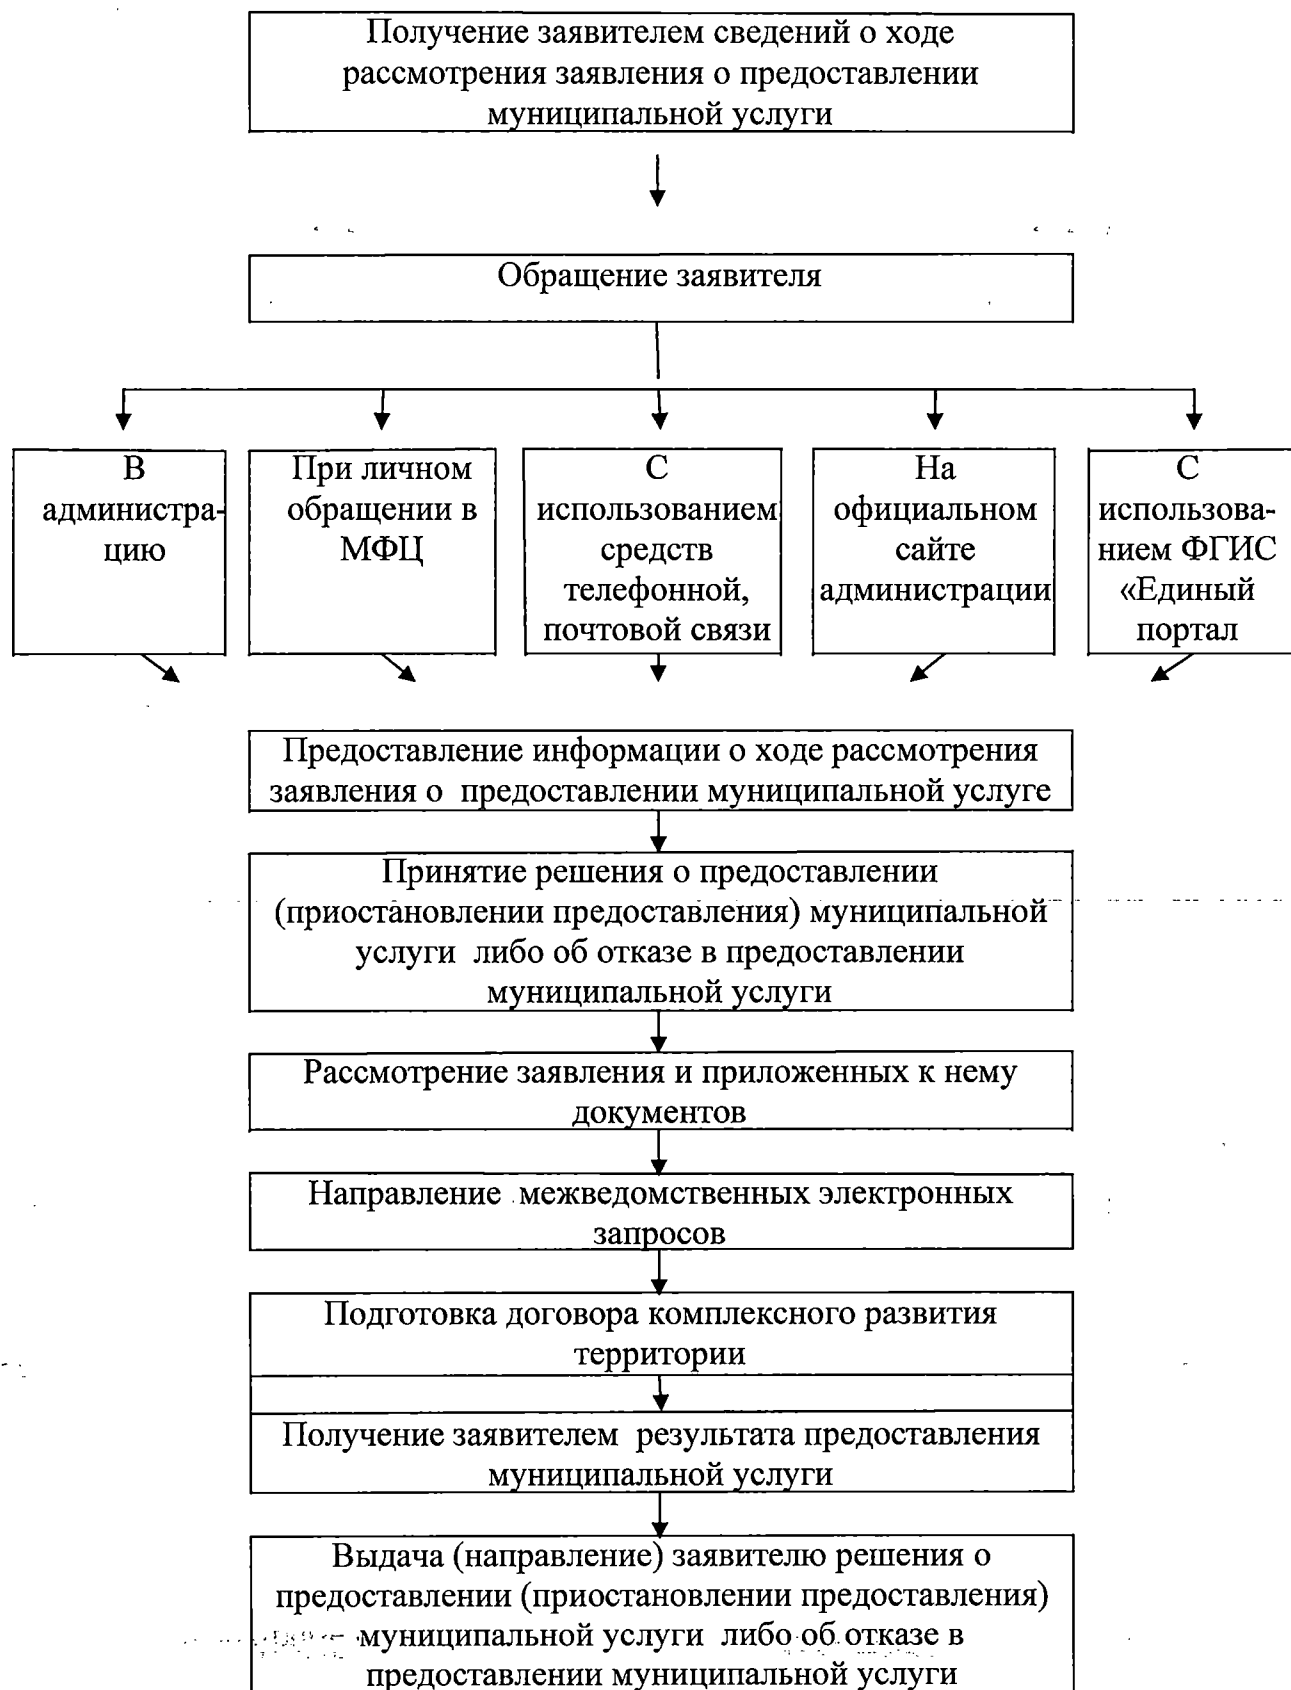 Получение заявителем сведений о ходе
рассмотрения заявления о предоставлении
муниципальной услуги
Обращение заявителя
В
администра-
цию
При личном
обращении в
МФЦ
С
использованием
средств
телефонной,
почтовой связи
На
официальном
сайте
администрации
С
использова-
нием ФГИС
«Единый
портал
Предоставление информации о ходе рассмотрения
заявления о предоставлении муниципальной услуге
Принятие решения о предоставлении
(приостановлении предоставления) муниципальной
услуги либо об отказе в предоставлении
муниципальной услуги
Рассмотрение заявления и приложенных к нему
документов
Направление межведомственных электронных
запросов
Подготовка договора комплексного развития
территории
Получение заявителем результата предоставления
муниципальной услуги
Выдача (направление) заявителю решения о
предоставлении (приостановлении предоставления)
муниципальной услуги либо об отказе в
предоставлении муниципальной услуги